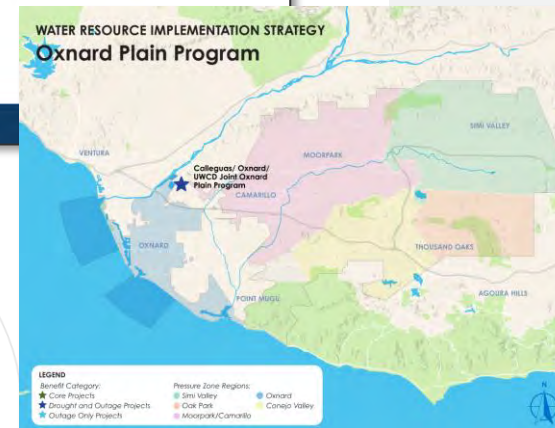 WATER RESOURCE IMPLEMENTATION STRATEGY
Oxnard Plain Program
VENTURA
Calleguas/ Oxnard/
UWCD Joint Oxnard
Plain Program
MOORPARK
SIMI VALLEY
CAMARILLO
OXNARD
THOUSAND OAKS
POINT MUGU
AGOURA HILLS
LEGEND
Benefit Category:
Core Projects
Drought and Outage Projects
Outage Only Projects
Pressure Zone Regions:
Simi Valley
Oak Park
Moorpark/Camarillo
Oxnard
Conejo Valley
N